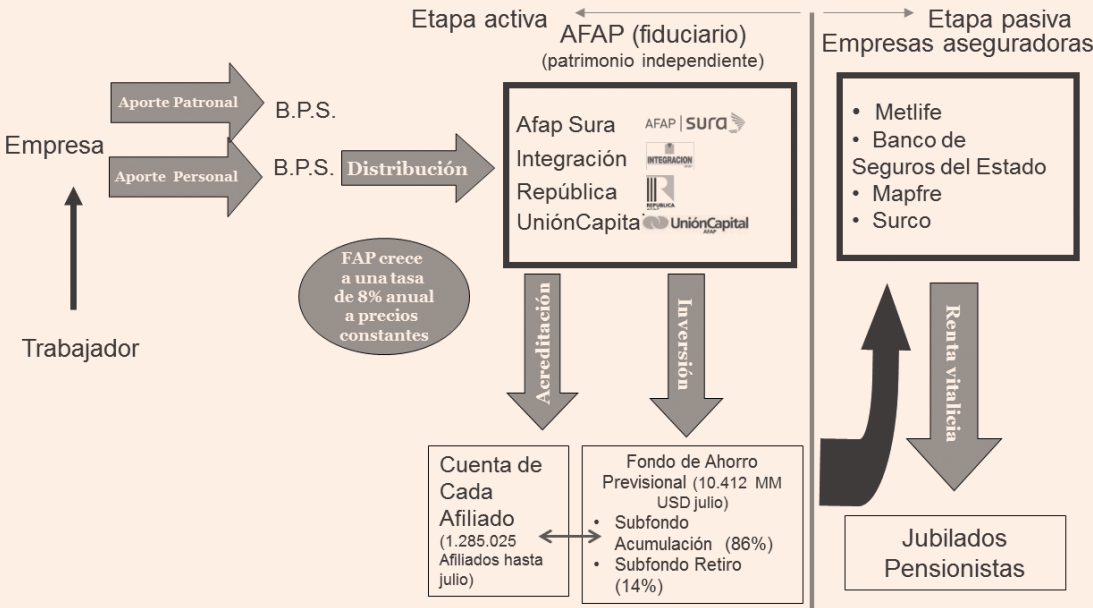 Etapa activa
Etapa pasiva
AFAP (fiduciario)
(patrimonio independiente)
Empresas aseguradoras
Empresa
Aporte Patronal
B.P.S.
Aporte Personal
B.P.S.
Distribución
Trabajador
FAP crece
a una tasa
de 8% anual
a precios
constantes
Afap Sura
AFAP | sura
Integración
INTEGRACION
República
REPUBLICA
UniónCapital
UniónCapital
AFAP
• Metlife
• Banco de
Seguros del Estado
• Mapfre
• Surco
Acreditación
Inversión
Renta vitalicia
Cuenta de
Cada
Afiliado
(1.285.025
Afiliados hasta
julio)
Fondo de Ahorro
Previsional (10.412 MM
USD julio)
• Subfondo
Acumulación (86%)
• Subfondo Retiro
(14%)
Jubilados
Pensionistas